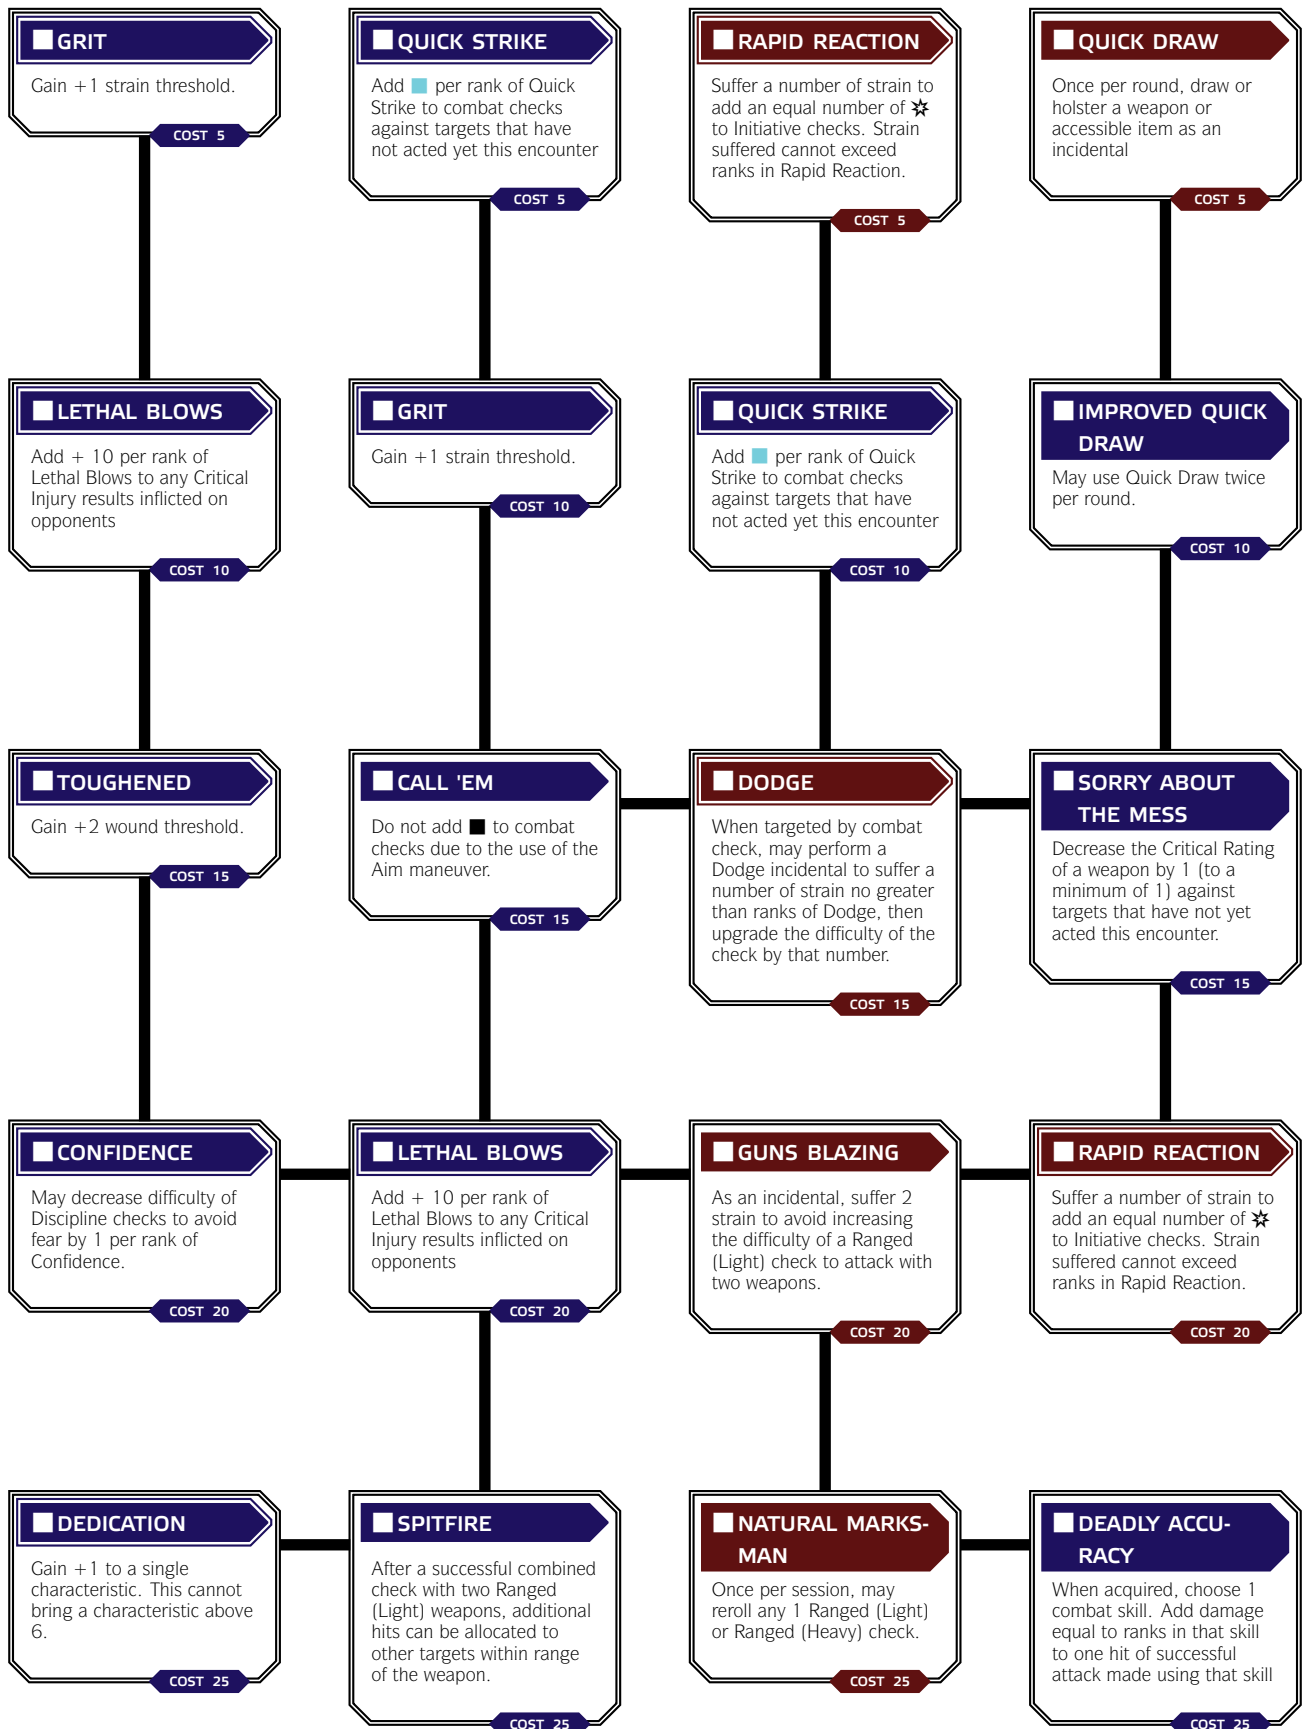 GRIT
Gain +1 strain threshold.
COST 5
QUICK STRIKE
Add per rank of Quick
Strike to combat checks
against targets that have
not acted yet this encounter
COST 5
RAPID REACTION
Suffer a number of strain to
add an equal number of
to Initiative checks. Strain
suffered cannot exceed
ranks in Rapid Reaction.
COST 5
QUICK DRAW
Once per round, draw or
holster a weapon or
accessible item as an
incidental
COST 5
LETHAL BLOWS
Add + 10 per rank of
Lethal Blows to any Critical
Injury results inflicted on
opponents
COST 10
GRIT
Gain +1 strain threshold.
COST 10
QUICK STRIKE
Add per rank of Quick
Strike to combat checks
against targets that have
not acted yet this encounter
COST 10
IMPROVED QUICK
DRAW
May use Quick Draw twice
per round.
COST 10
TOUGHENED
Gain +2 wound threshold.
COST 15
CALL 'EM
Do not add to combat
checks due to the use of the
Aim maneuver.
COST 15
DODGE
When targeted by combat
check, may perform a
Dodge incidental to suffer a
number of strain no greater
than ranks of Dodge, then
upgrade the difficulty of the
check by that number.
COST 15
SORRY ABOUT
THE MESS
Decrease the Critical Rating
of a weapon by 1 (to a
minimum of 1) against
targets that have not yet
acted this encounter.
COST 15
CONFIDENCE
May decrease difficulty of
Discipline checks to avoid
fear by 1 per rank of
Confidence.
COST 20
LETHAL BLOWS
Add + 10 per rank of
Lethal Blows to any Critical
Injury results inflicted on
opponents
COST 20
GUNS BLAZING
As an incidental, suffer 2
strain to avoid increasing
the difficulty of a Ranged
(Light) check to attack with
two weapons.
COST 20
RAPID REACTION
Suffer a number of strain to
add an equal number of
to Initiative checks. Strain
suffered cannot exceed
ranks in Rapid Reaction.
COST 20
DEDICATION
Gain +1 to a single
characteristic. This cannot
bring a characteristic above
6.
COST 25
SPITFIRE
After a successful combined
check with two Ranged
(Light) weapons, additional
hits can be allocated to
other targets within range
of the weapon.
COST 25
NATURAL MARKS-
MAN
Once per session, may
reroll any 1 Ranged (Light)
or Ranged (Heavy) check.
COST 25
DEADLY ACCU-
RACY
When acquired, choose 1
combat skill. Add damage
equal to ranks in that skill
to one hit of successful
attack made using that skill
COST 25